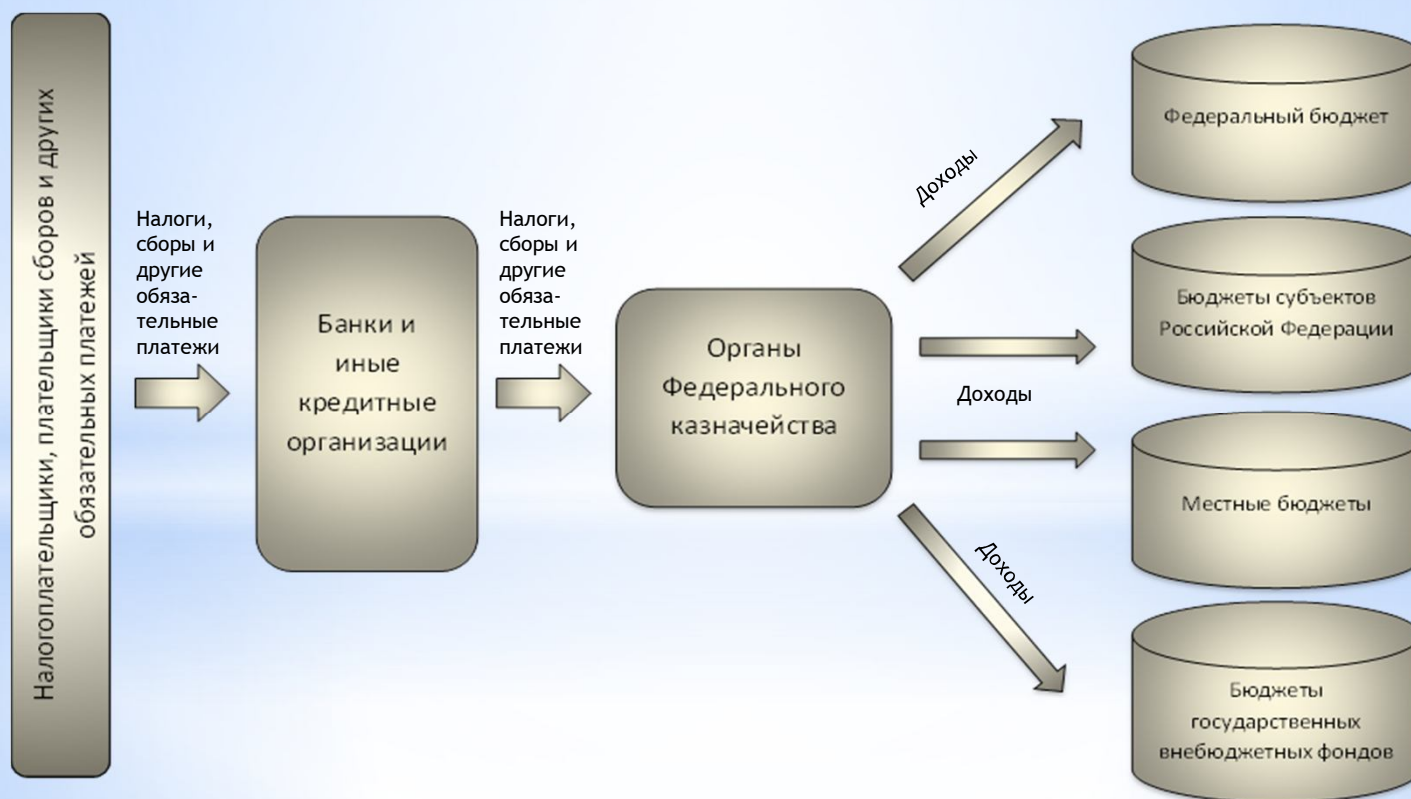 Налогоплательщики, плательщики сборов и других
обязательных платежей
Налоги,
сборы и
другие
обяза-
тельные
платежи
Банки и
иные
кредитные
организации
Налоги,
сборы и
другие
обяза-
тельные
платежи
Органы
Федерального
казначейства
Доходы
Доходы
Доходы
Федеральный бюджет
Бюджеты субъектов
Российской Федерации
Местные бюджеты
Бюджеты
государственных
внебюджетных фондов